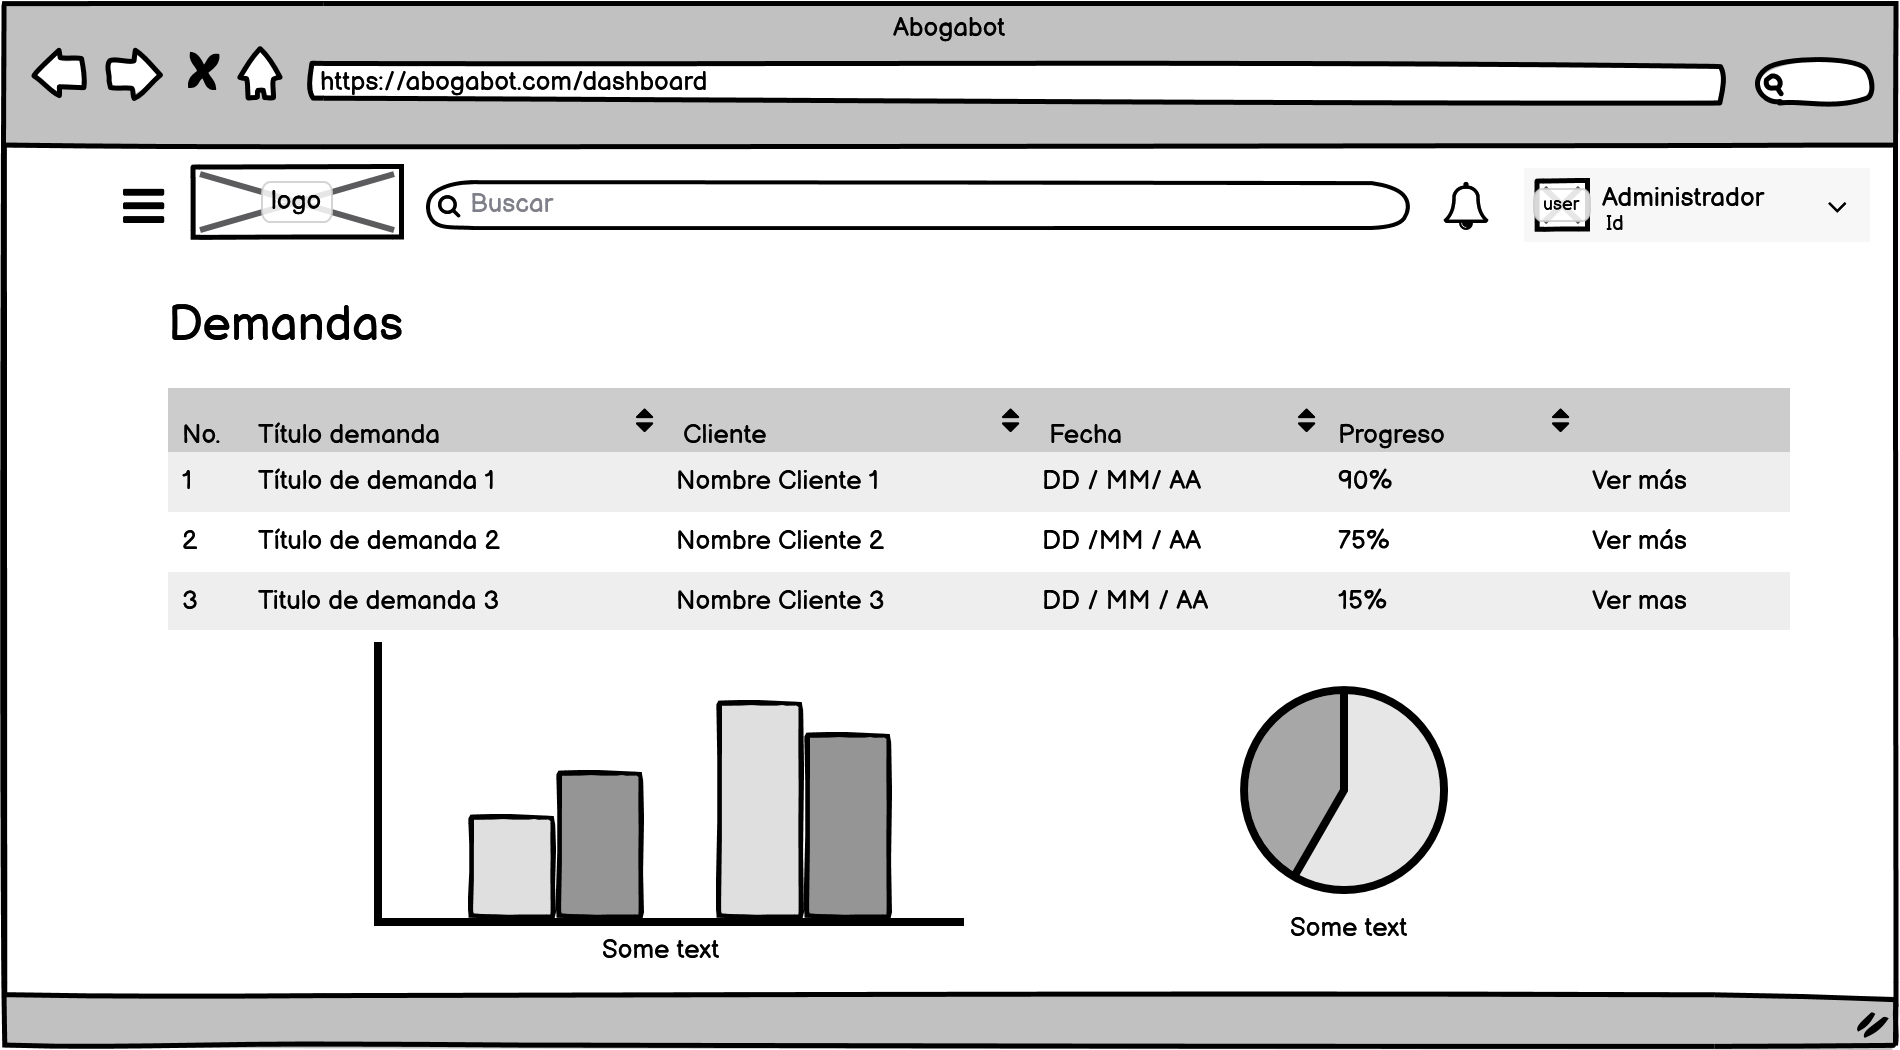 Abogabot
https://abogabot.com/dashboard
logo
Buscar
user
Administrador
Id
Demandas
No. Título demanda Cliente Fecha Progreso
1 Título de demanda 1 Nombre Cliente 1 DD / MM/ AA 90% Ver más
2 Título de demanda 2 Nombre Cliente 2 DD /MM / AA 75% Ver más
3 Titulo de demanda 3 Nombre Cliente 3 DD / MM / AA 15% Ver mas
Some text
Some text